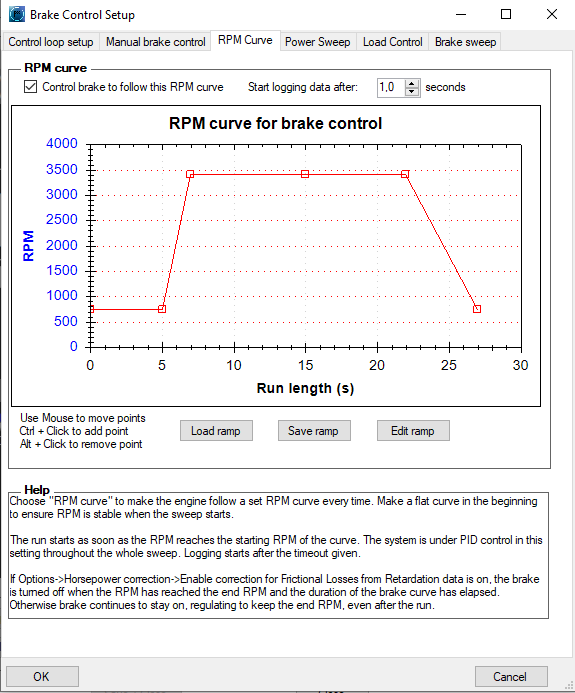 Brake Control Setup
Control loop setup Manual brake control RPM Curve Power Sweep Load Control Brake sweep
RPM curve
Control brake to follow this RPM curve Start logging data after: 1,0 seconds
RPM curve for brake control
4000
3500
3000
2500
2000
1500
1000
500
0
RPM
0 5 10 15 20 25 30
Run length (s)
Use Mouse to move points
Ctrl + Click to add point
Alt + Click to remove point
Load ramp Save ramp Edit ramp
Help
Choose "RPM curve" to make the engine follow a set RPM curve every time. Make a flat curve in the beginning
to ensure RPM is stable when the sweep starts.
The run starts as soon as the RPM reaches the starting RPM of the curve. The system is under PID control in this
setting throughout the whole sweep. Logging starts after the timeout given.
If Options->Horsepower correction->Enable correction for Frictional Losses from Retardation data is on, the brake
is turned off when the RPM has reached the end RPM and the duration of the brake curve has elapsed.
Otherwise brake continues to stay on, regulating to keep the end RPM, even after the run.
OK Cancel